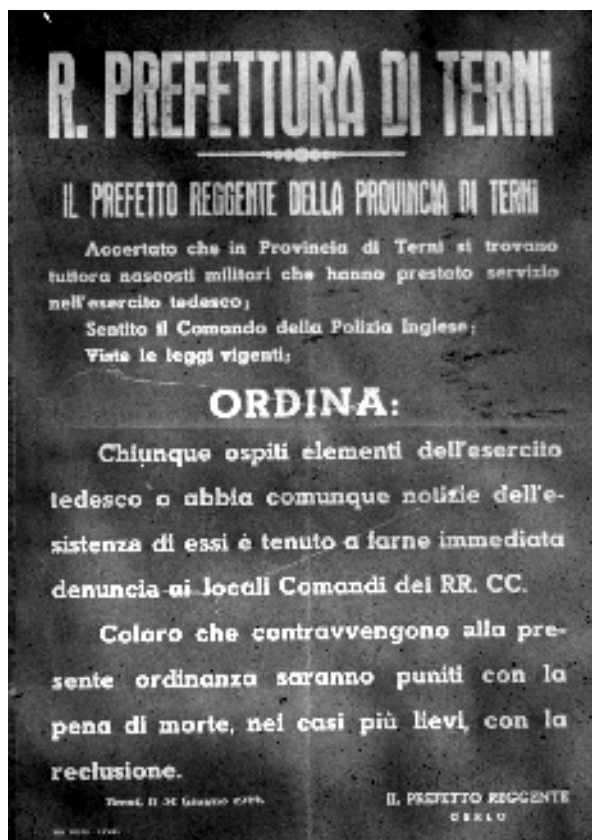 R. PREFETTURA DI TERNI
IL PREFETTO REGGENTE DELLA PROVINCIA DI TERNI
Accertato che in Provincia di Terni si trovano
tuttora nascosti militari che hanno prestato servizio
nell'esercito tedesco;
Sentito il Comando della Polizia Inglese;
Viste le leggi vigenti;
ORDINA:
Chiunque ospiti elementi dell'esercito
tedesco o abbia comunque notizie dell'e-
sistenza di essi è tenuto a farne immediata
denuncia ai locali Comandi dei RR. CC.
Coloro che contravvengono alla pre-
sente ordinanza saranno puniti con la
pena di morte, nei casi più lievi, con la
reclusione.
Terni, li Giugno
IL PREFETTO REGGENTE